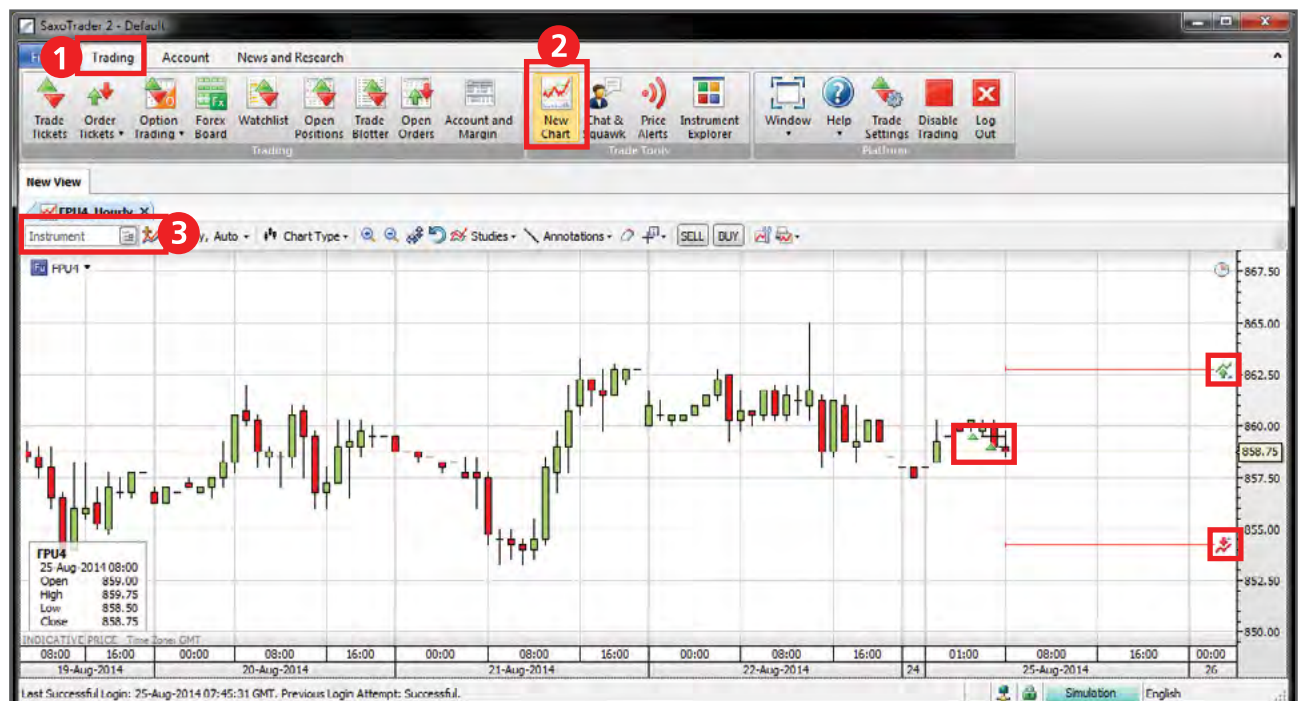 SaxoTrader 2 - Default
1
2
Trading Account News and Research
Trade Tickets
Order Tickets
Option Trading
Forex Board
Watchlist
Open Positions
Trade Blotter
Open Orders
Account and Margin
New Chart
Chat & Squawk
Price Alerts
Instrument Explorer
Window
Help
Trade Settings
Disable Trading
Log Out
Trading
Trade Tools
Platform
New View
FPU4, Hourly
3
Instrument
Auto
Chart Type
Studies
Annotations
SELL
BUY
FPU4
867.50
865.00
862.50
860.00
858.75
857.50
855.00
852.50
850.00
FPU4
25-Aug-2014 08:00
Open 859.00
High 859.75
Low 858.50
Close 858.75
INDICATIVE PRICE Time Zone: GMT
08:00 16:00 00:00 08:00 16:00 00:00 08:00 16:00 00:00 08:00 16:00 01:00 08:00 16:00 00:00
19-Aug-2014 20-Aug-2014 21-Aug-2014 22-Aug-2014 24 25-Aug-2014 26
Last Successful Login: 25-Aug-2014 07:45:31 GMT. Previous Login Attempt: Successful.
Simulation
English